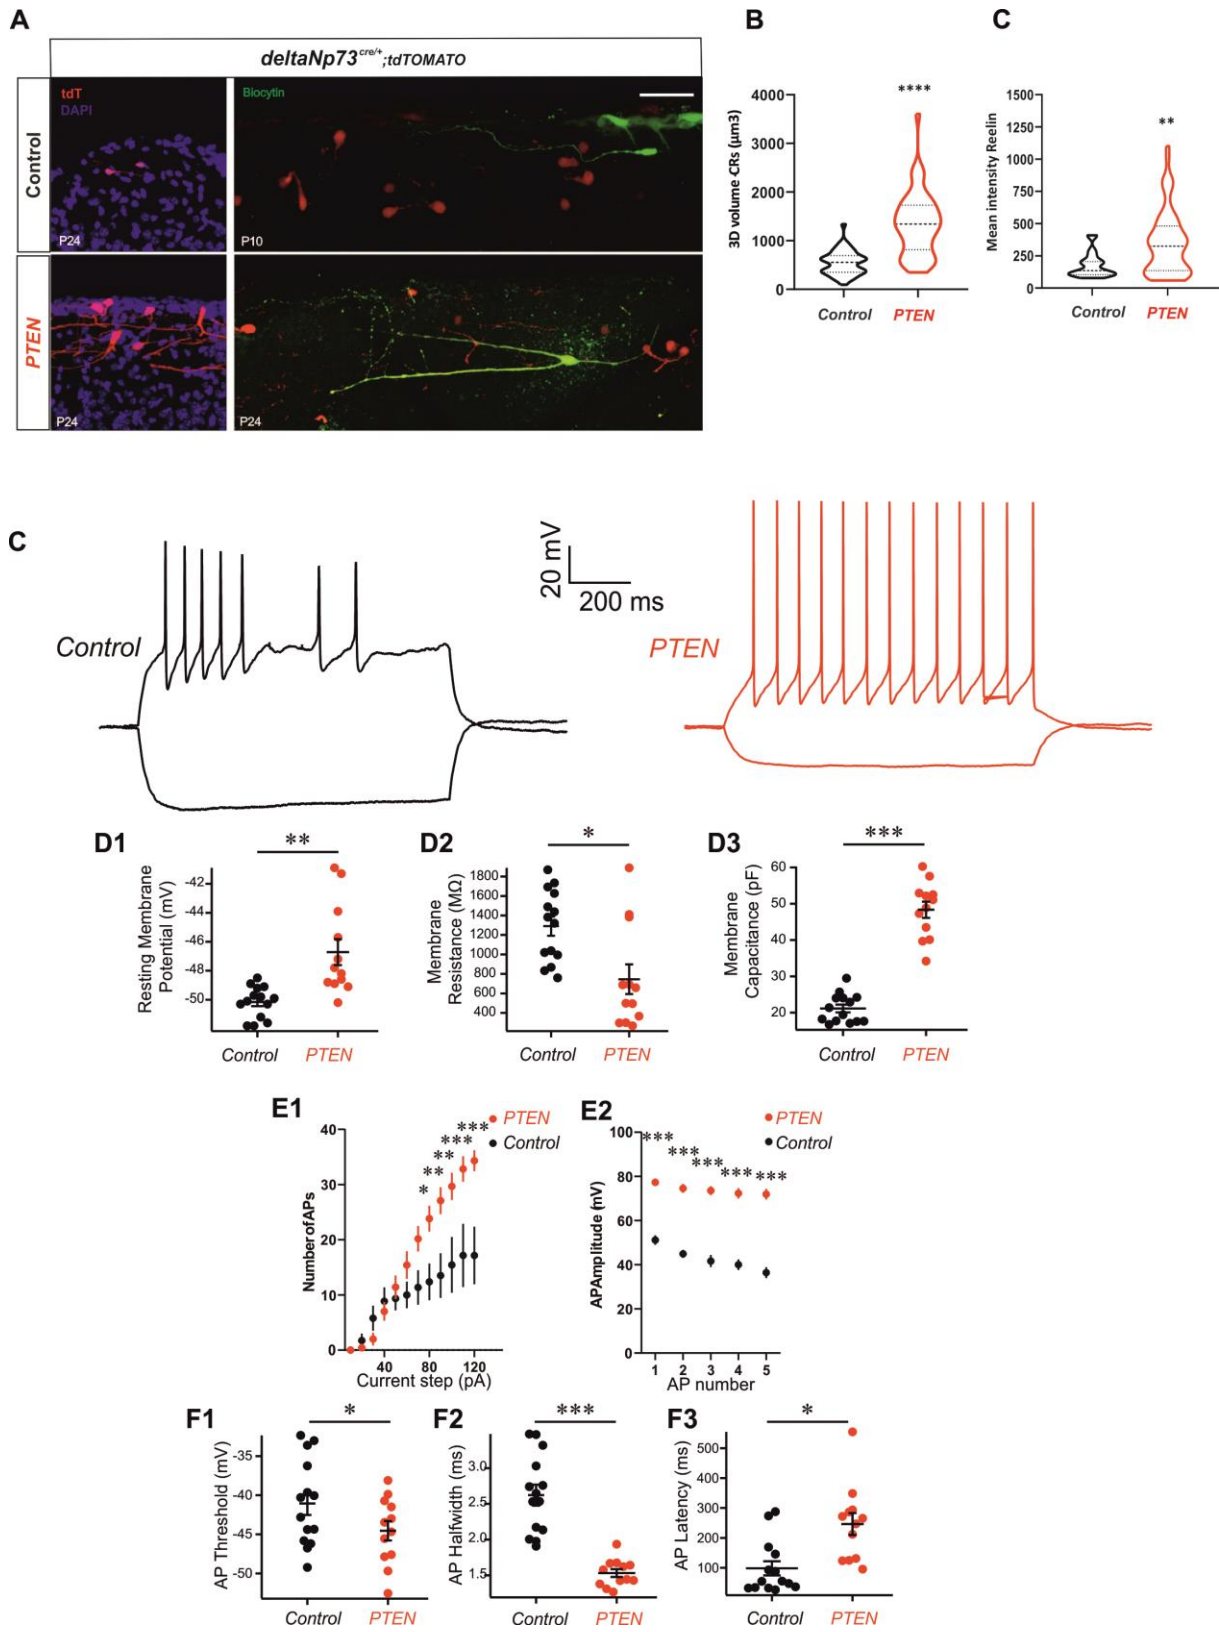 A
deltaNp73cre/+;tdTOMATO
Control
tdT
DAPI
P24
Biocytin
P10
PTEN
P24
P24
B
****
3D volume CRs (µm3)
4000
3000
2000
1000
0
Control PTEN
C
**
Mean intensity Reelin
1500
1250
1000
750
500
250
0
Control PTEN
C
Control
20 mV
200 ms
PTEN
D1
**
Resting Membrane
Potential (mV)
-42
-44
-46
-48
-50
Control PTEN
D2
*
Membrane
Resistance (MΩ)
1800
1600
1400
1200
1000
800
600
400
Control PTEN
D3
***
Membrane
Capacitance (pF)
60
50
40
30
20
Control PTEN
E1
PTEN
Control
***
***
**
**
*
Number of APs
40
30
20
10
0
40 80 120
Current step (pA)
E2
PTEN
Control
***
***
***
***
***
APAmplitude (mV)
100
80
60
40
20
0
1 2 3 4 5
AP number
F1
*
AP Threshold (mV)
-35
-40
-45
-50
Control PTEN
F2
***
AP Halfwidth (ms)
3.0
2.5
2.0
1.5
Control PTEN
F3
*
AP Latency (ms)
500
400
300
200
100
Control PTEN